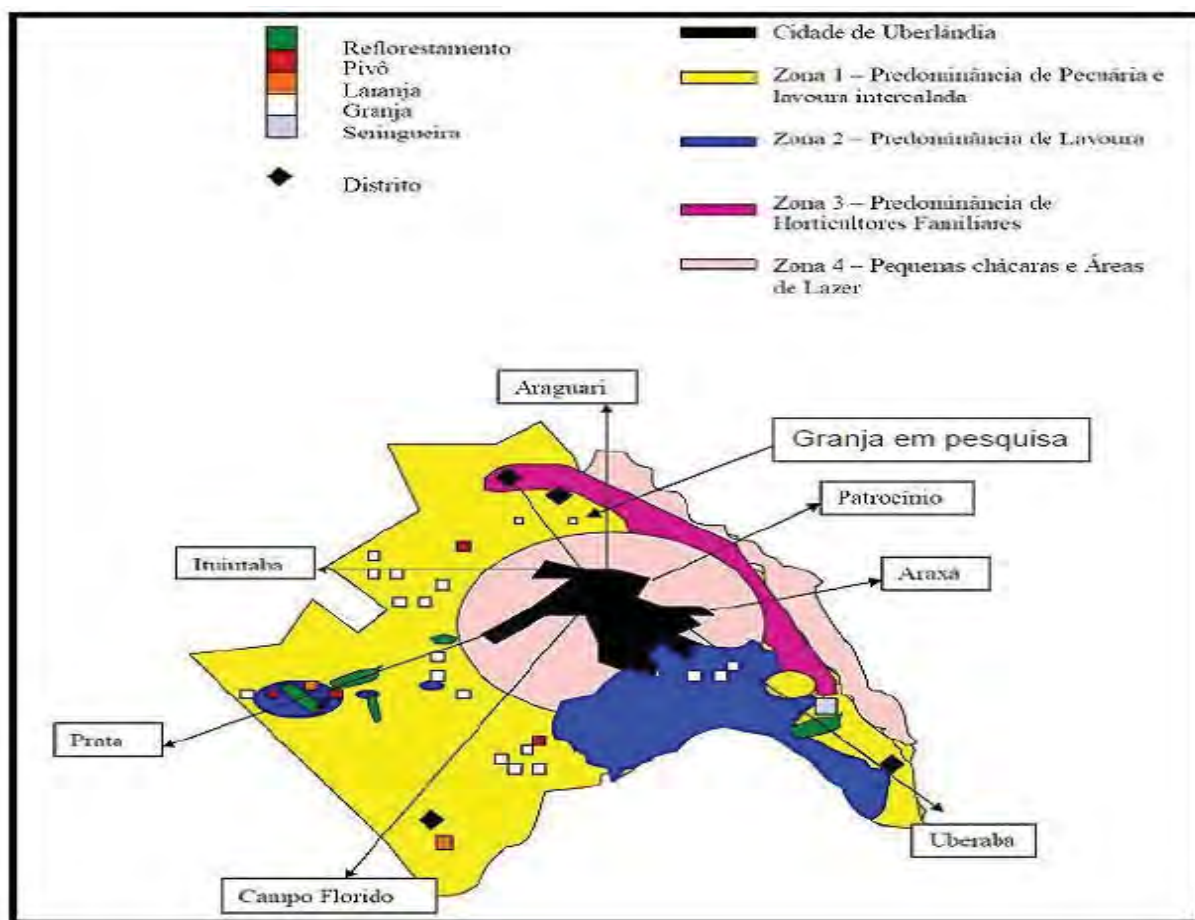 Reflorestamento
Pivô
Laranja
Granja
Seringueira
Distrito
Cidade de Uberlândia
Zona 1 – Predominância de Pecuária e
lavoura intercalada
Zona 2 – Predominância de Lavoura
Zona 3 – Predominância de
Horticultores Familiares
Zona 4 – Pequenas chácaras e Áreas
de Lazer
Araguari
Granja em pesquisa
Patrocínio
Ituiutaba
Araxá
Prata
Uberaba
Campo Florido